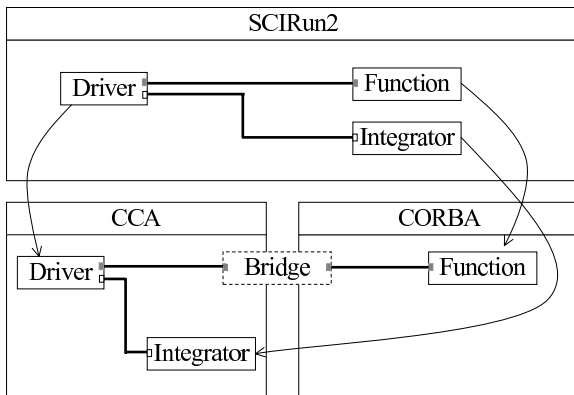 SCIRun2
Driver
Function
Integrator
CCA
CORBA
Driver
Bridge
Function
Integrator